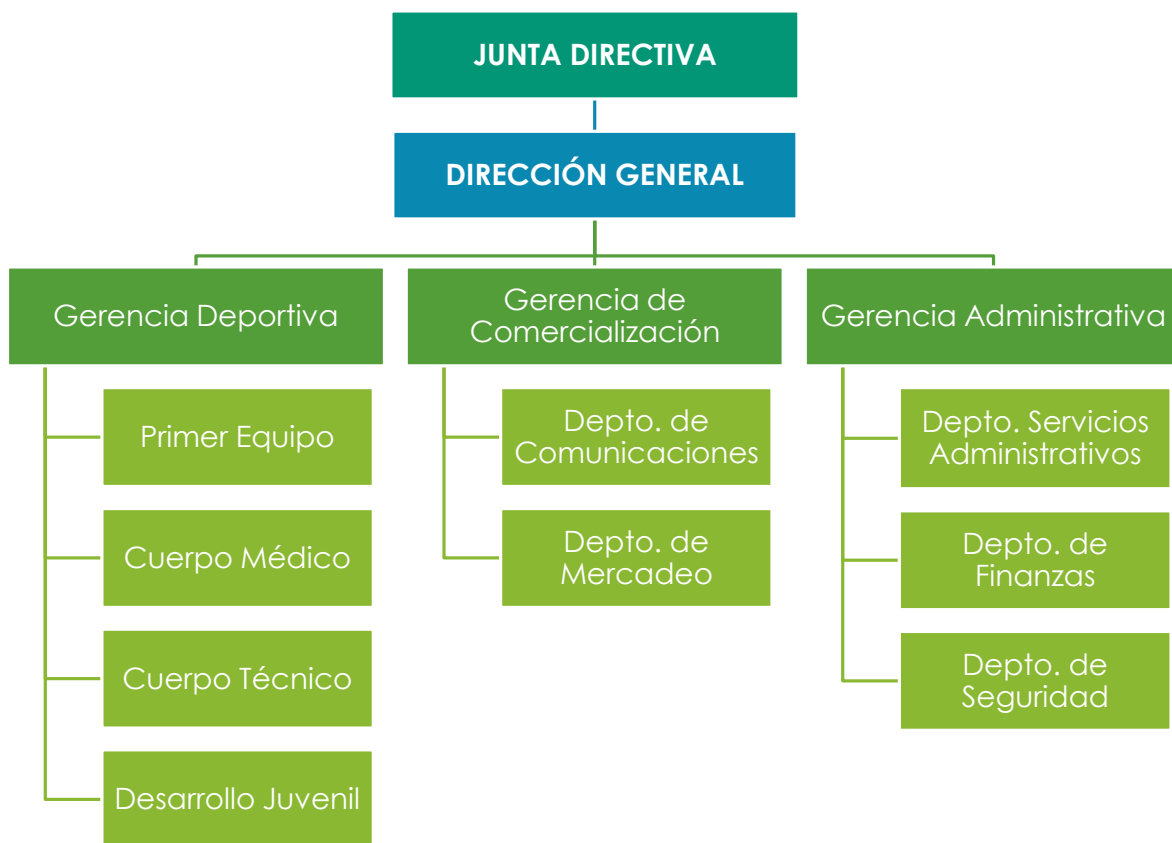 JUNTA DIRECTIVA
DIRECCIÓN GENERAL
Gerencia Deportiva
Primer Equipo
Cuerpo Médico
Cuerpo Técnico
Desarrollo Juvenil
Gerencia de
Comercialización
Depto. de
Comunicaciones
Depto. de
Mercadeo
Gerencia Administrativa
Depto. Servicios
Administrativos
Depto. de
Finanzas
Depto. de
Seguridad